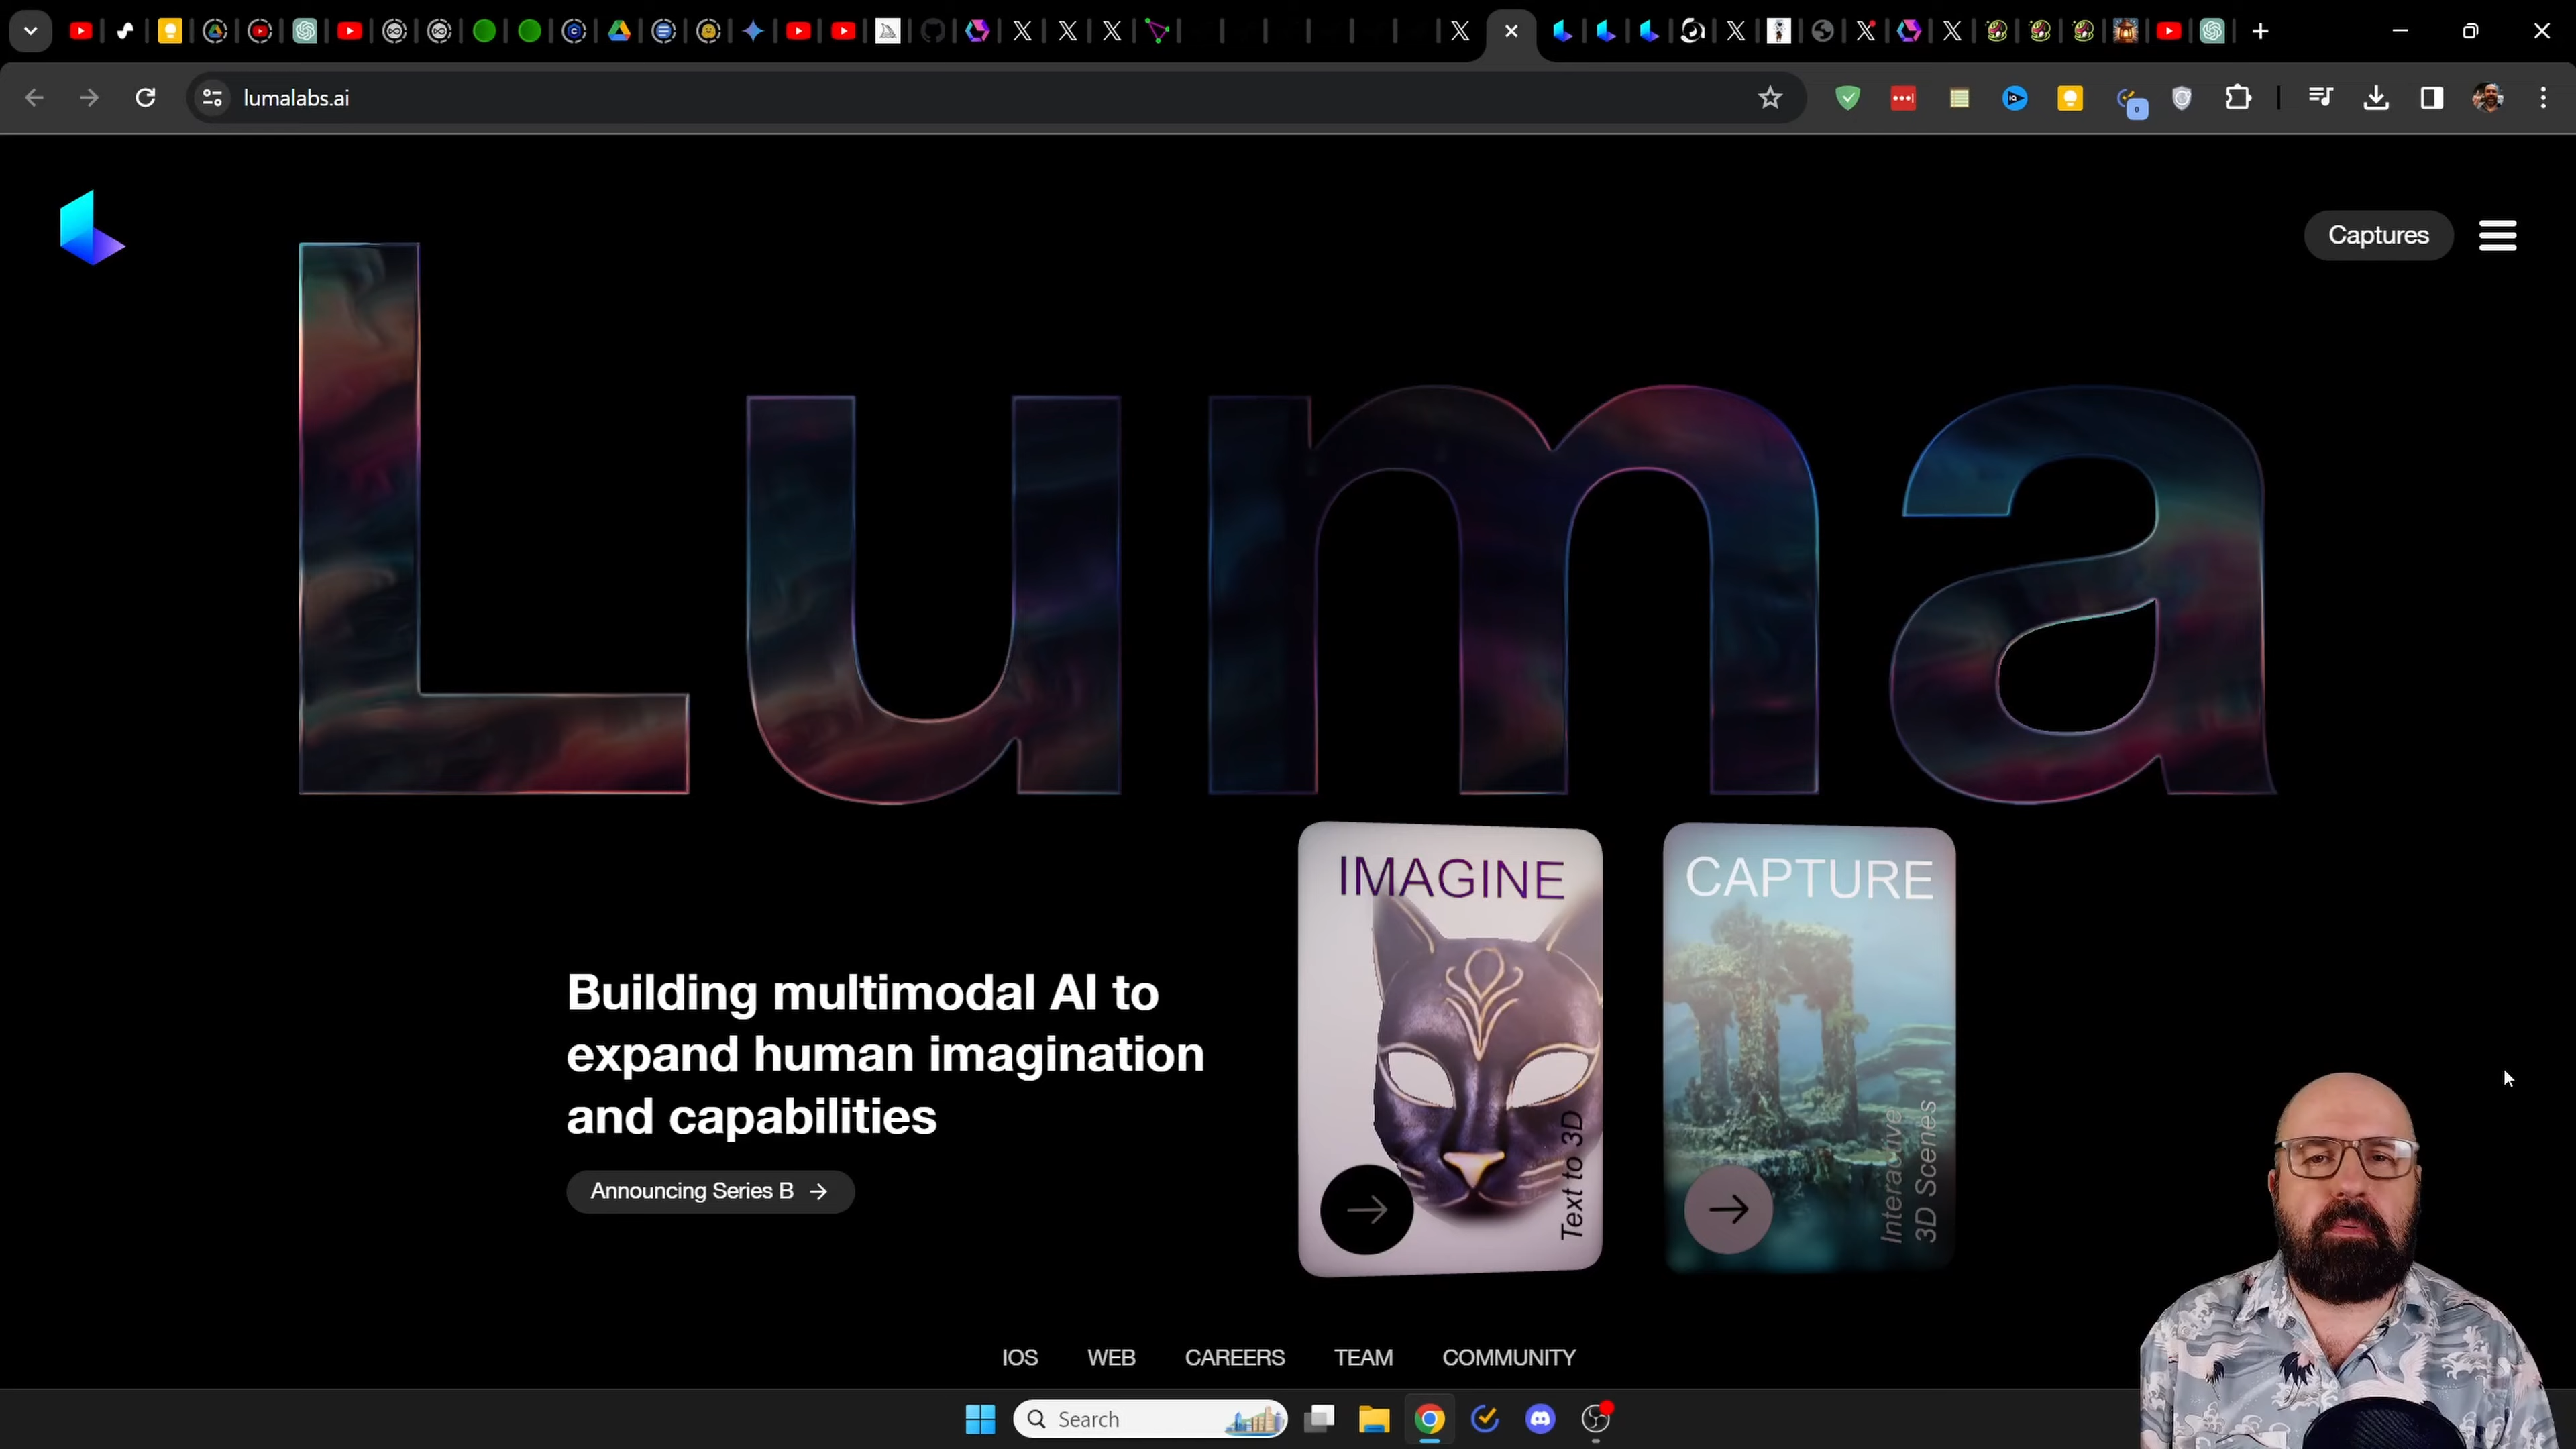 lumalabs.ai
Captures
Luma
IMAGINE
CAPTURE
Building multimodal AI to
expand human imagination
and capabilities
Text to 3D
Interactive
3D Scenes
Announcing Series B
IOS
WEB
CAREERS
TEAM
COMMUNITY
Search